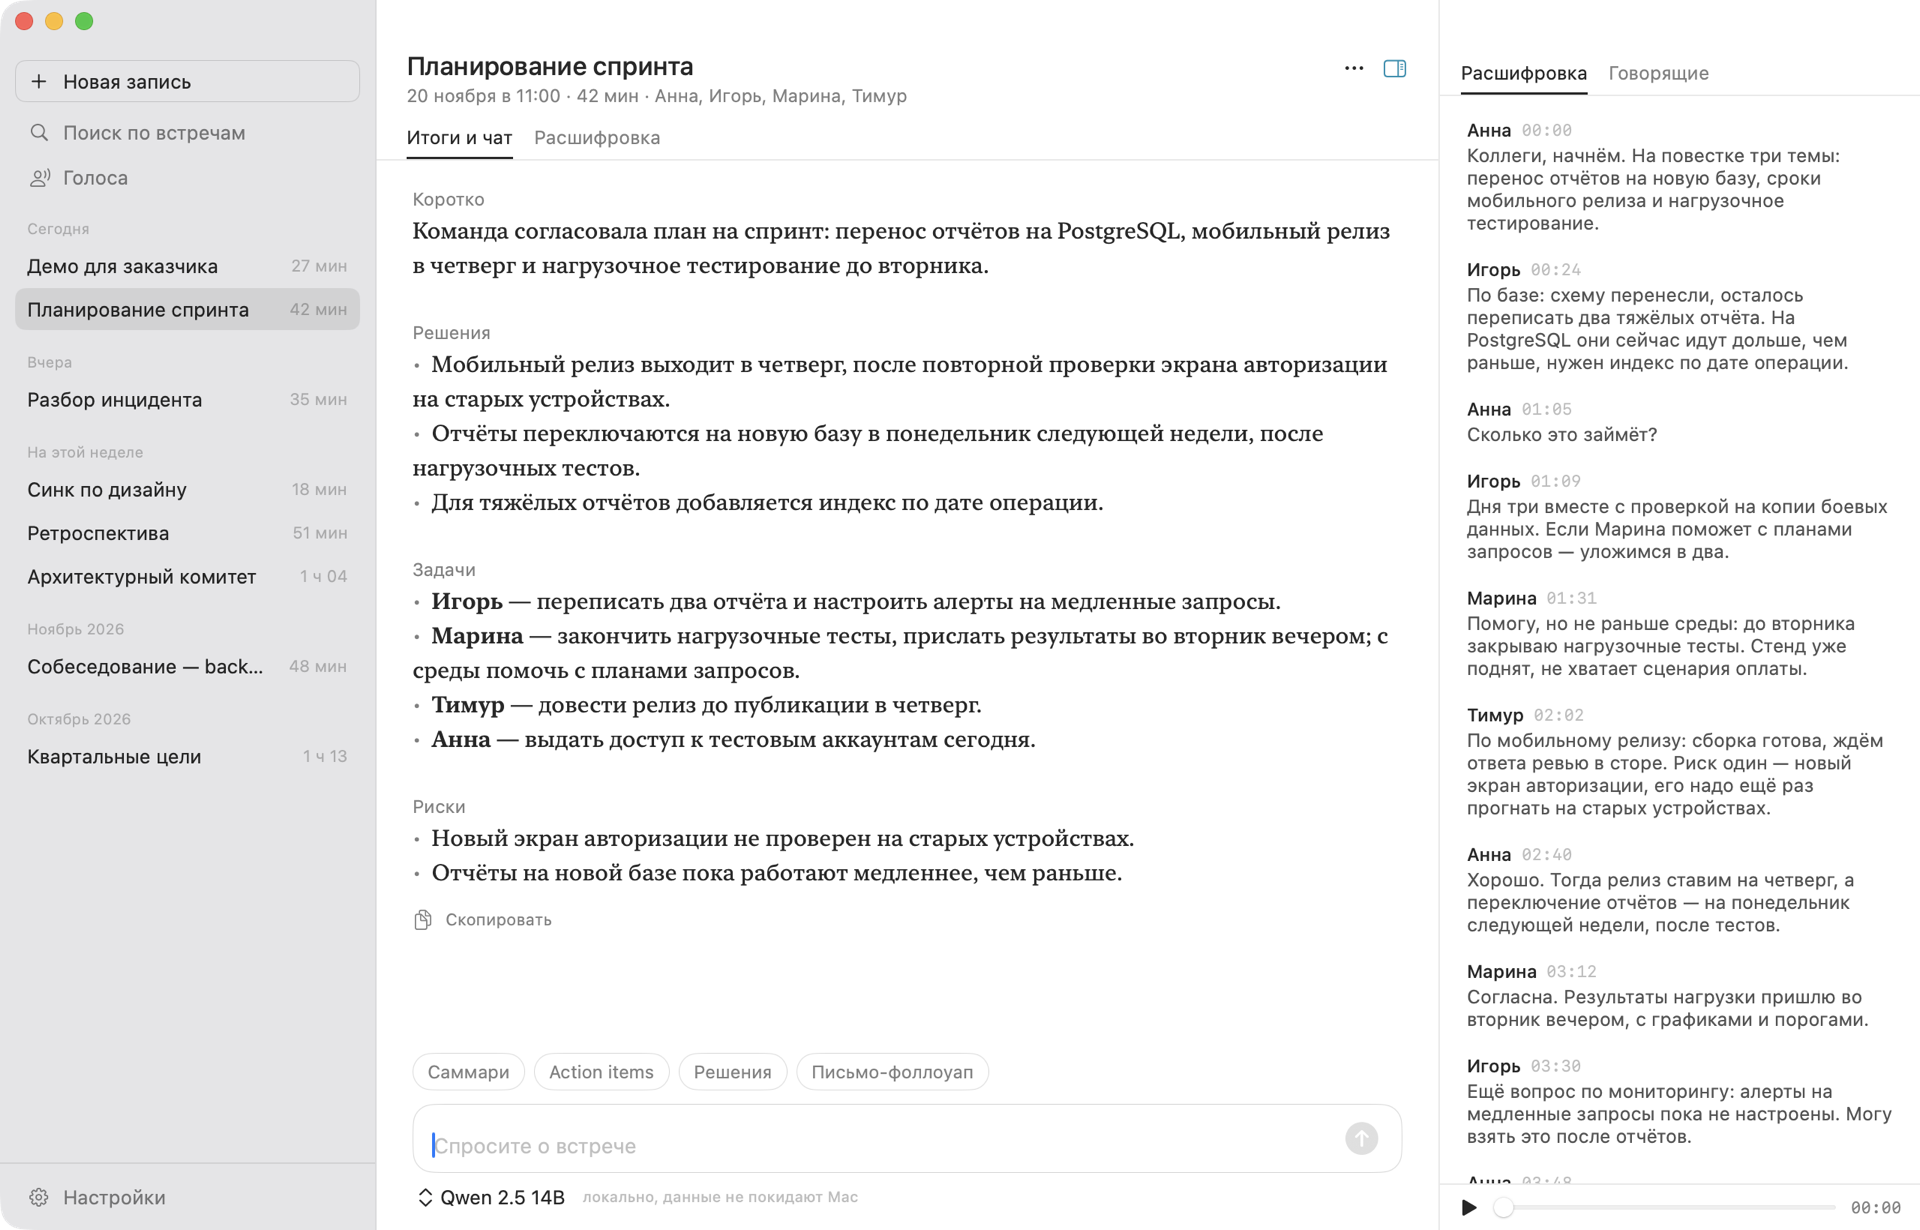 Новая запись
Поиск по встречам
Голоса
Сегодня
Демо для заказчика 27 мин
Планирование спринта 42 мин
Вчера
Разбор инцидента 35 мин
На этой неделе
Синк по дизайну 18 мин
Ретроспектива 51 мин
Архитектурный комитет 1 ч 04
Ноябрь 2026
Собеседование — back... 48 мин
Октябрь 2026
Квартальные цели 1 ч 13
Настройки
Планирование спринта
20 ноября в 11:00 · 42 мин · Анна, Игорь, Марина, Тимур
Итоги и чат Расшифровка
Коротко
Команда согласовала план на спринт: перенос отчётов на PostgreSQL, мобильный релиз
в четверг и нагрузочное тестирование до вторника.
Решения
· Мобильный релиз выходит в четверг, после повторной проверки экрана авторизации
на старых устройствах.
· Отчёты переключаются на новую базу в понедельник следующей недели, после
нагрузочных тестов.
· Для тяжёлых отчётов добавляется индекс по дате операции.
Задачи
· Игорь — переписать два отчёта и настроить алерты на медленные запросы.
· Марина — закончить нагрузочные тесты, прислать результаты во вторник вечером; с
среды помочь с планами запросов.
· Тимур — довести релиз до публикации в четверг.
· Анна — выдать доступ к тестовым аккаунтам сегодня.
Риски
· Новый экран авторизации не проверен на старых устройствах.
· Отчёты на новой базе пока работают медленнее, чем раньше.
Скопировать
Саммари Action items Решения Письмо-фоллоуап
Спросите о встрече
Qwen 2.5 14B локально, данные не покидают Mac
Расшифровка Говорящие
Анна 00:00
Коллеги, начнём. На повестке три темы:
перенос отчётов на новую базу, сроки
мобильного релиза и нагрузочное
тестирование.
Игорь 00:24
По базе: схему перенесли, осталось
переписать два тяжёлых отчёта. На
PostgreSQL они сейчас идут дольше, чем
раньше, нужен индекс по дате операции.
Анна 01:05
Сколько это займёт?
Игорь 01:09
Дня три вместе с проверкой на копии боевых
данных. Если Марина поможет с планами
запросов — уложимся в два.
Марина 01:31
Помогу, но не раньше среды: до вторника
закрываю нагрузочные тесты. Стенд уже
поднят, не хватает сценария оплаты.
Тимур 02:02
По мобильному релизу: сборка готова, ждём
ответа ревью в сторе. Риск один — новый
экран авторизации, его надо ещё раз
прогнать на старых устройствах.
Анна 02:40
Хорошо. Тогда релиз ставим на четверг, а
переключение отчётов — на понедельник
следующей недели, после тестов.
Марина 03:12
Согласна. Результаты нагрузки пришлю во
вторник вечером, с графиками и порогами.
Игорь 03:30
Ещё вопрос по мониторингу: алерты на
медленные запросы пока не настроены. Могу
взять это после отчётов.
Анна 03:48
00:00